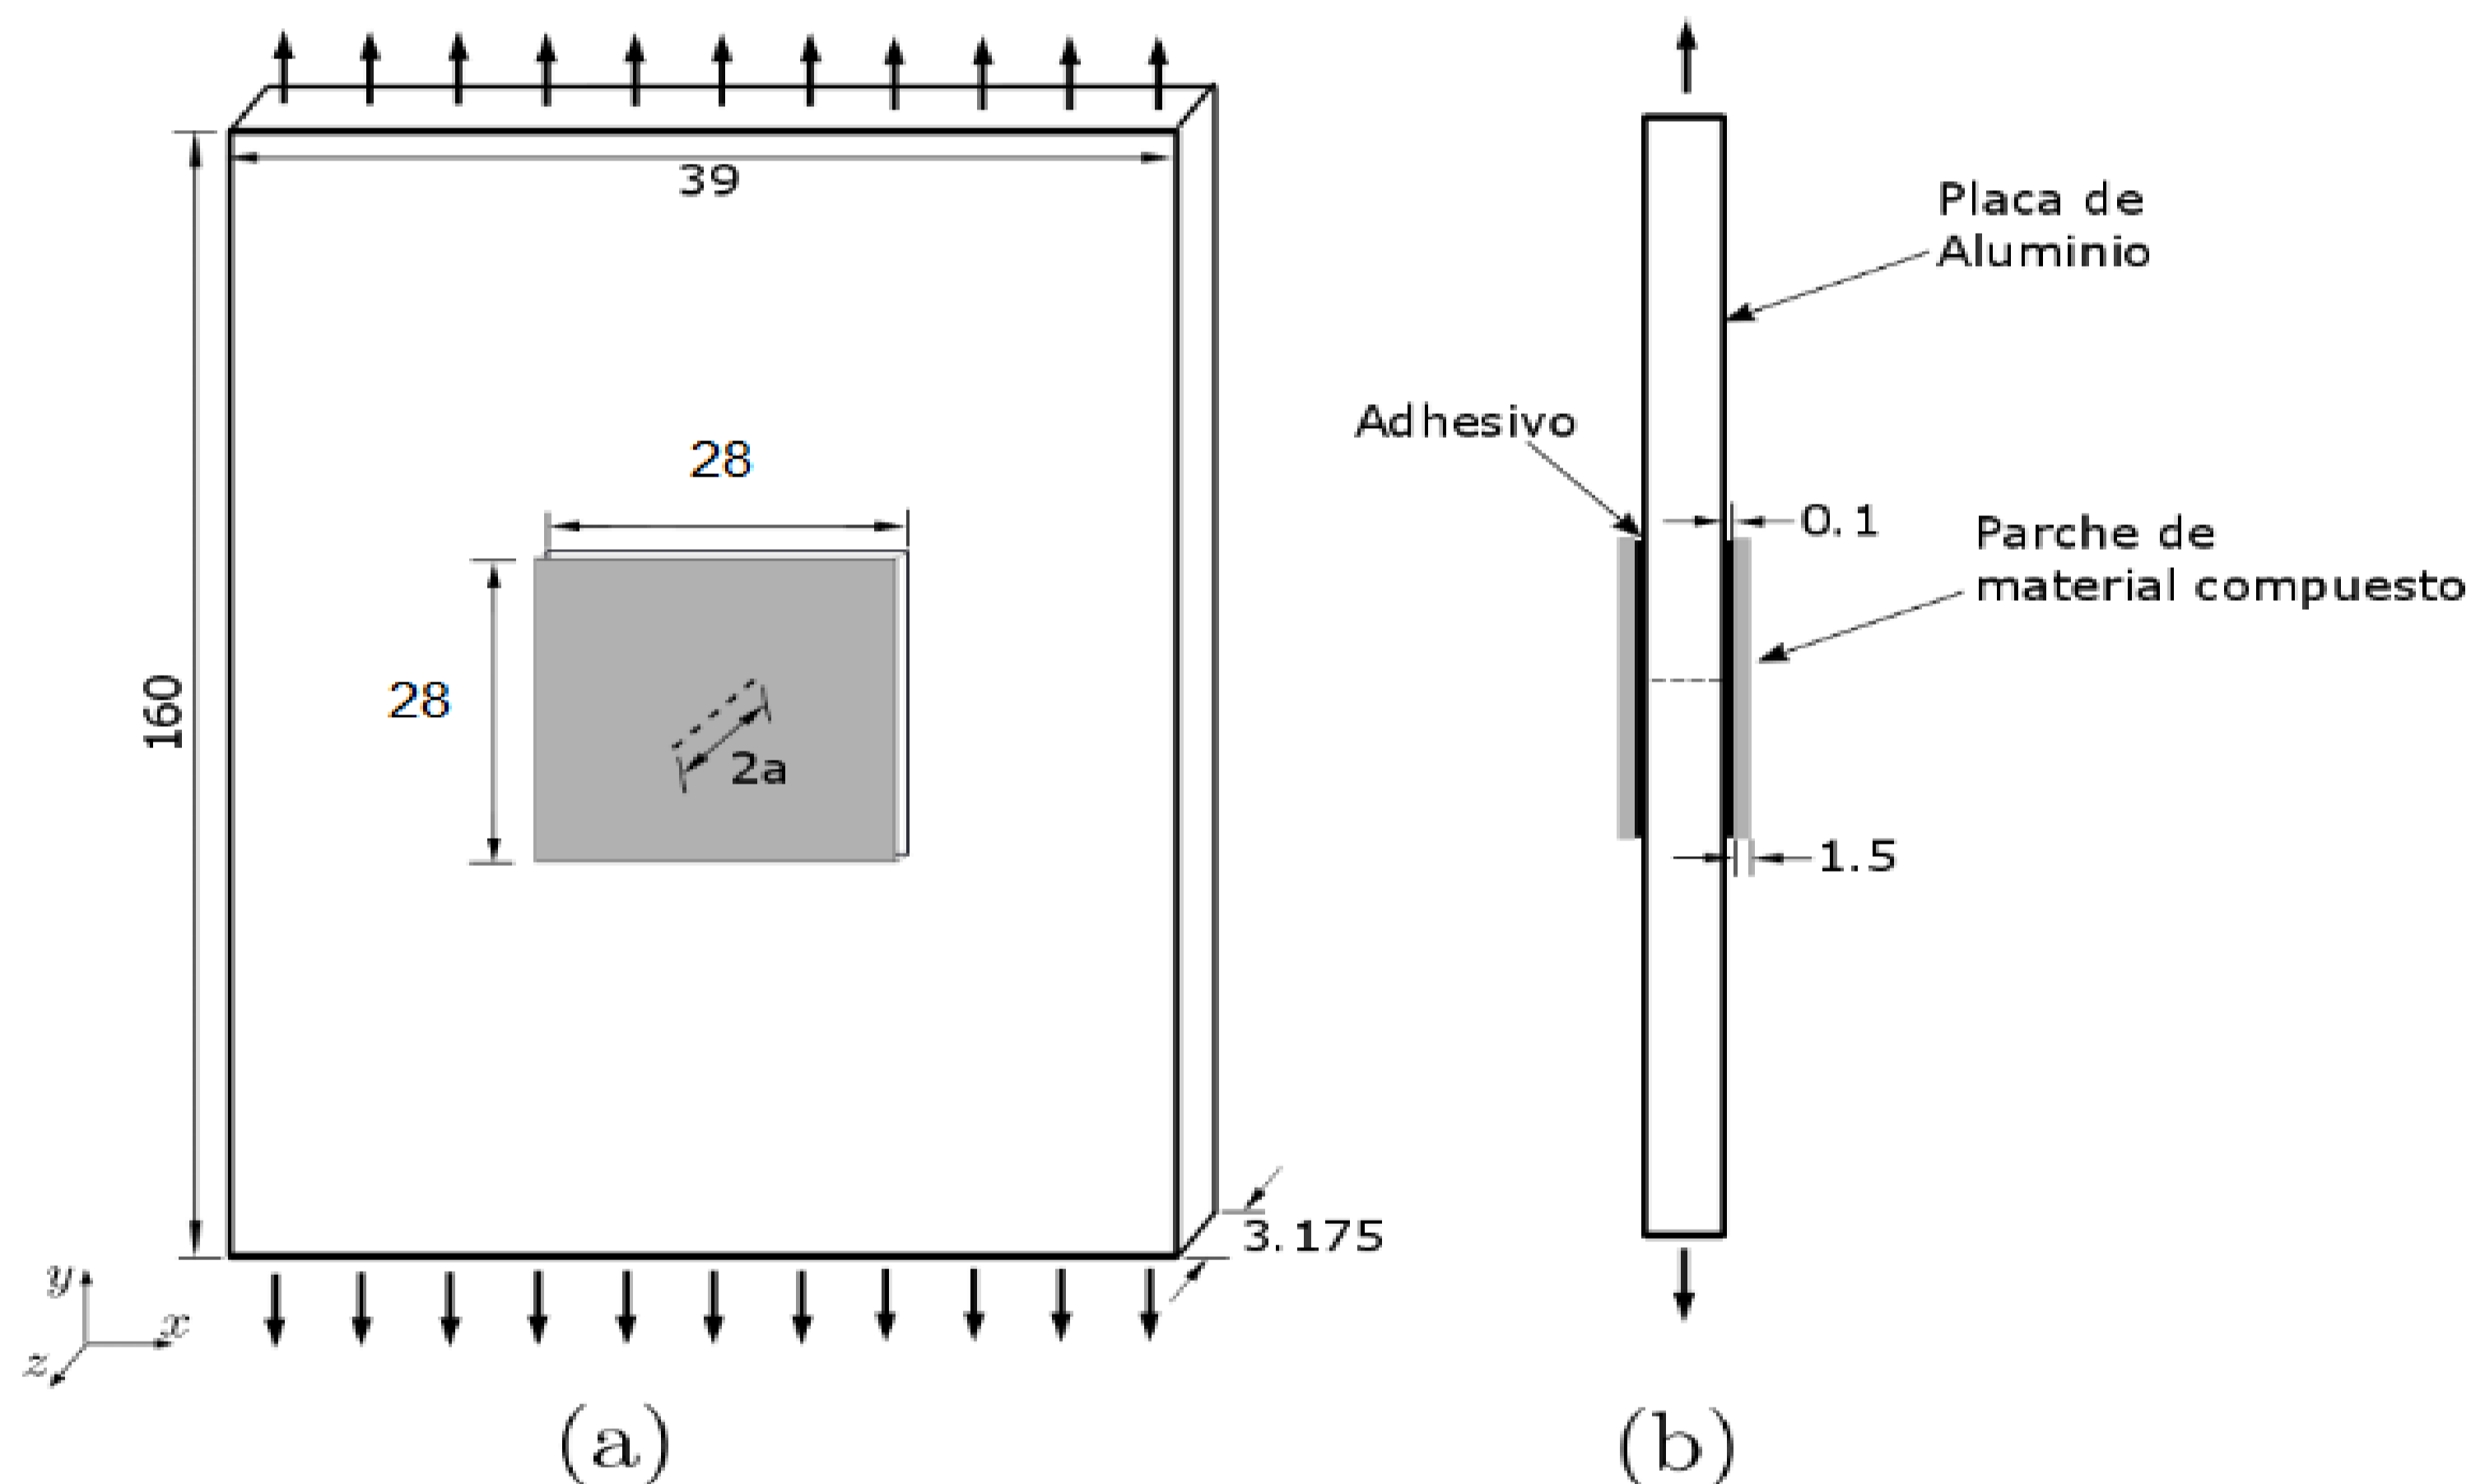 39
28
28
160
2a
3.175
y
x
z
(a)
Placa de
Aluminio
Adhesivo
0.1
Parche de
material compuesto
1.5
(b)